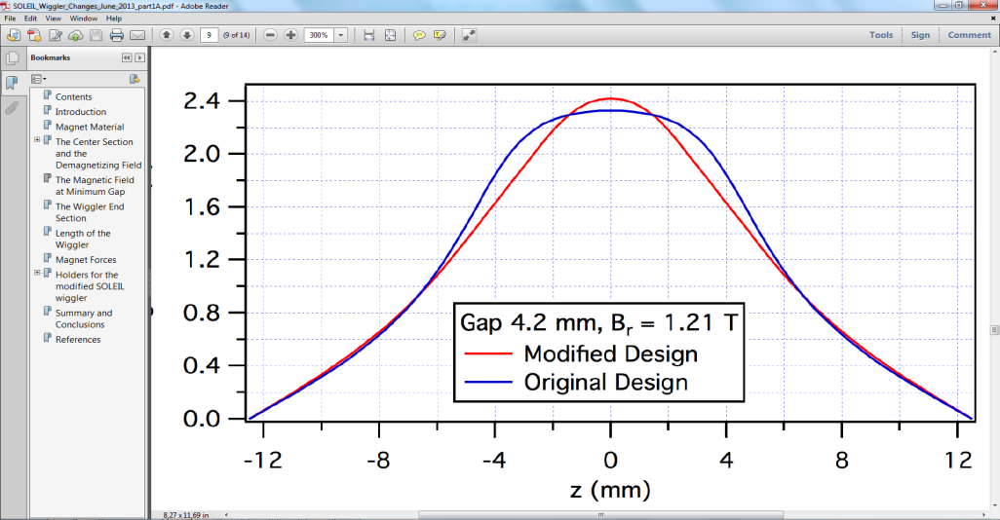 SOLEIL_Wiggler_Changes_June_2013_part1A.pdf - Adobe Reader
File Edit View Window Help
9 (9 of 14) 300% Tools Sign Comment
Bookmarks
Contents
Introduction
Magnet Material
The Center Section
and the
Demagnetizing Field
The Magnetic Field
at Minimum Gap
The Wiggler End
Section
Length of the
Wiggler
Magnet Forces
Holders for the
modified SOLEIL
wiggler
Summary and
Conclusions
References
2.4
2.0
1.6
1.2
0.8
0.4
0.0
Gap 4.2 mm, Br = 1.21 T
Modified Design
Original Design
-12 -8 -4 0 4 8 12
z (mm)
8,27 x 11,69 in